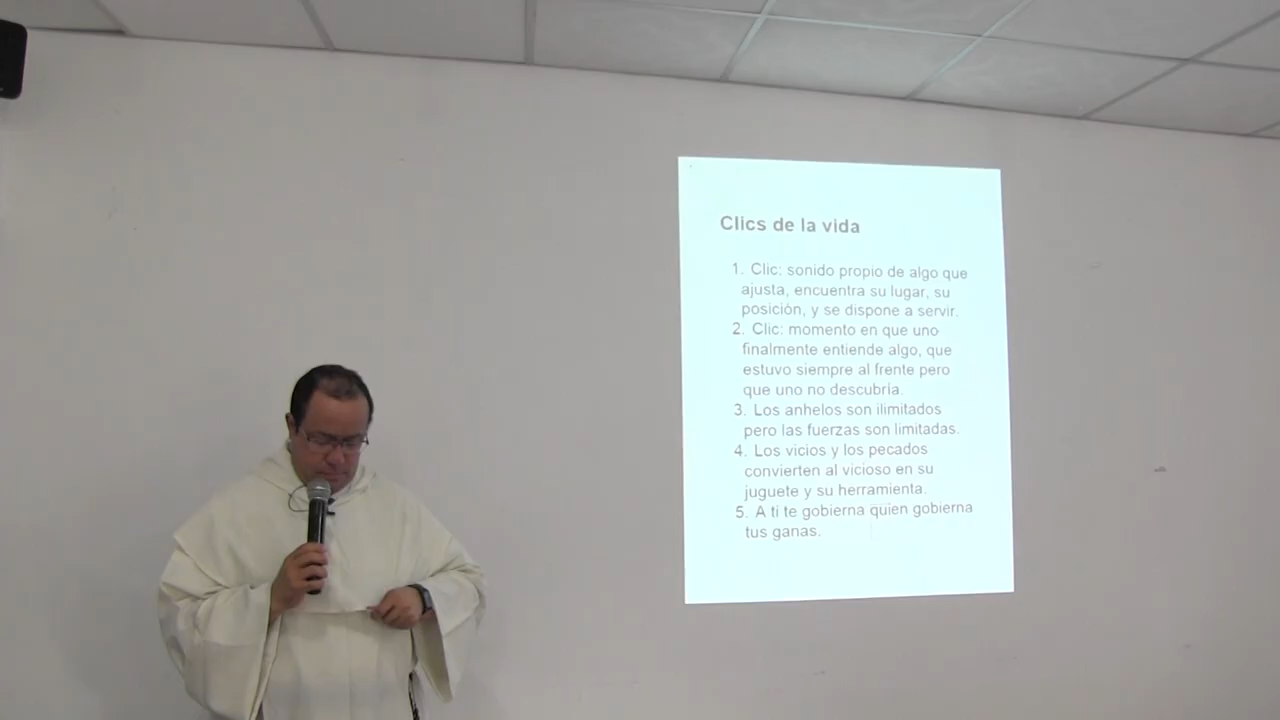 Clics de la vida
1. Clic: sonido propio de algo que
ajusta, encuentra su lugar, su
posición, y se dispone a servir.
2. Clic: momento en que uno
finalmente entiende algo, que
estuvo siempre al frente pero
que uno no descubría.
3. Los anhelos son ilimitados
pero las fuerzas son limitadas.
4. Los vicios y los pecados
convierten al vicioso en su
juguete y su herramienta.
5. A ti te gobierna quien gobierna
tus ganas.